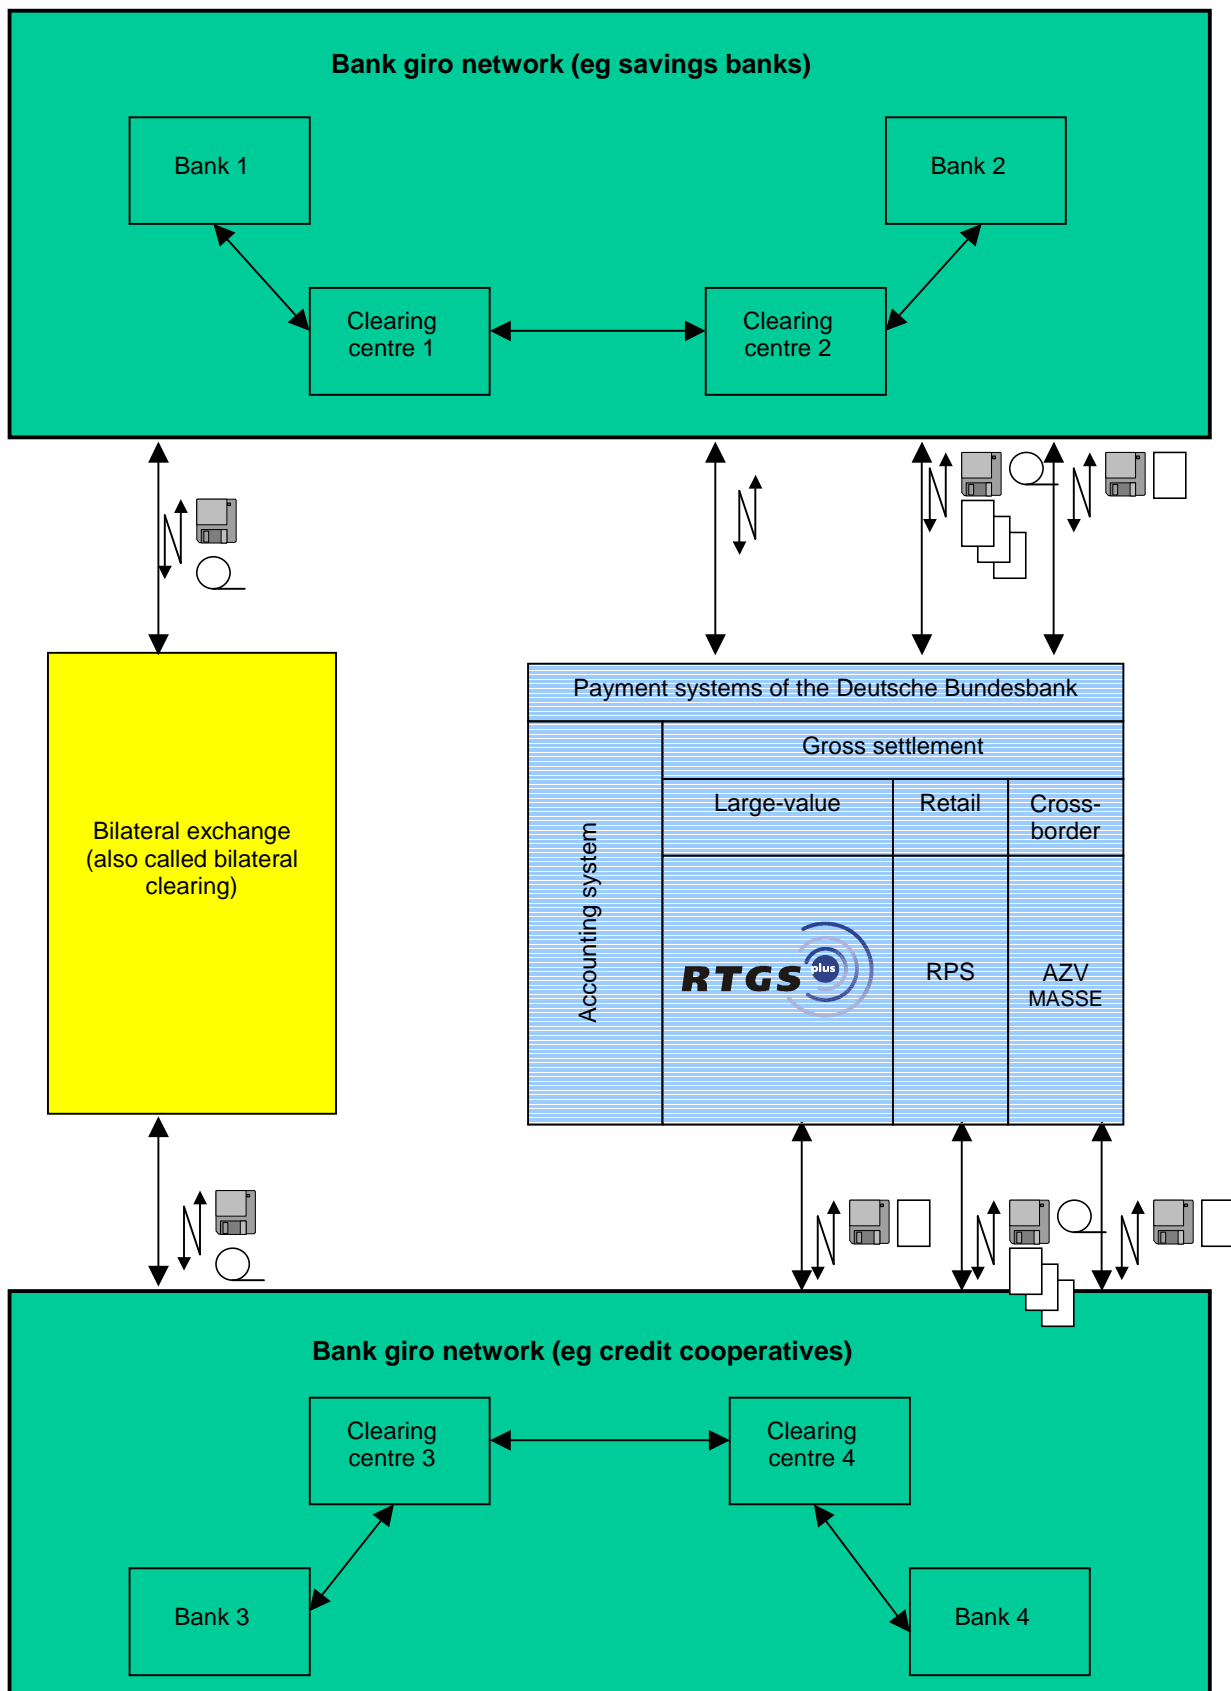 Bank giro network (eg savings banks)
Bank 1
Bank 2
Clearing
centre 1
Clearing
centre 2
Payment systems of the Deutsche Bundesbank
Gross settlement
Large-value
Retail
Cross-
border
Accounting system
Bilateral exchange
(also called bilateral
clearing)
RTGS plus
RPS
AZV
MASSE
Bank giro network (eg credit cooperatives)
Clearing
centre 3
Clearing
centre 4
Bank 3
Bank 4